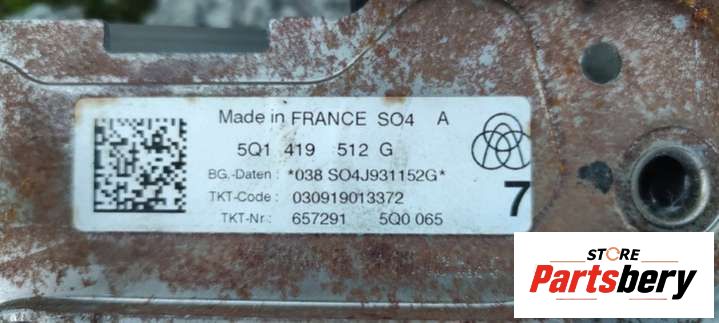 Made in FRANCE SO4 A
5Q1 419 512 G
BG.-Daten : *038 SO4J931152G*
TKT-Code : 030919013372
TKT-Nr.: 657291 5Q0 065
7
STORE
Partsbery